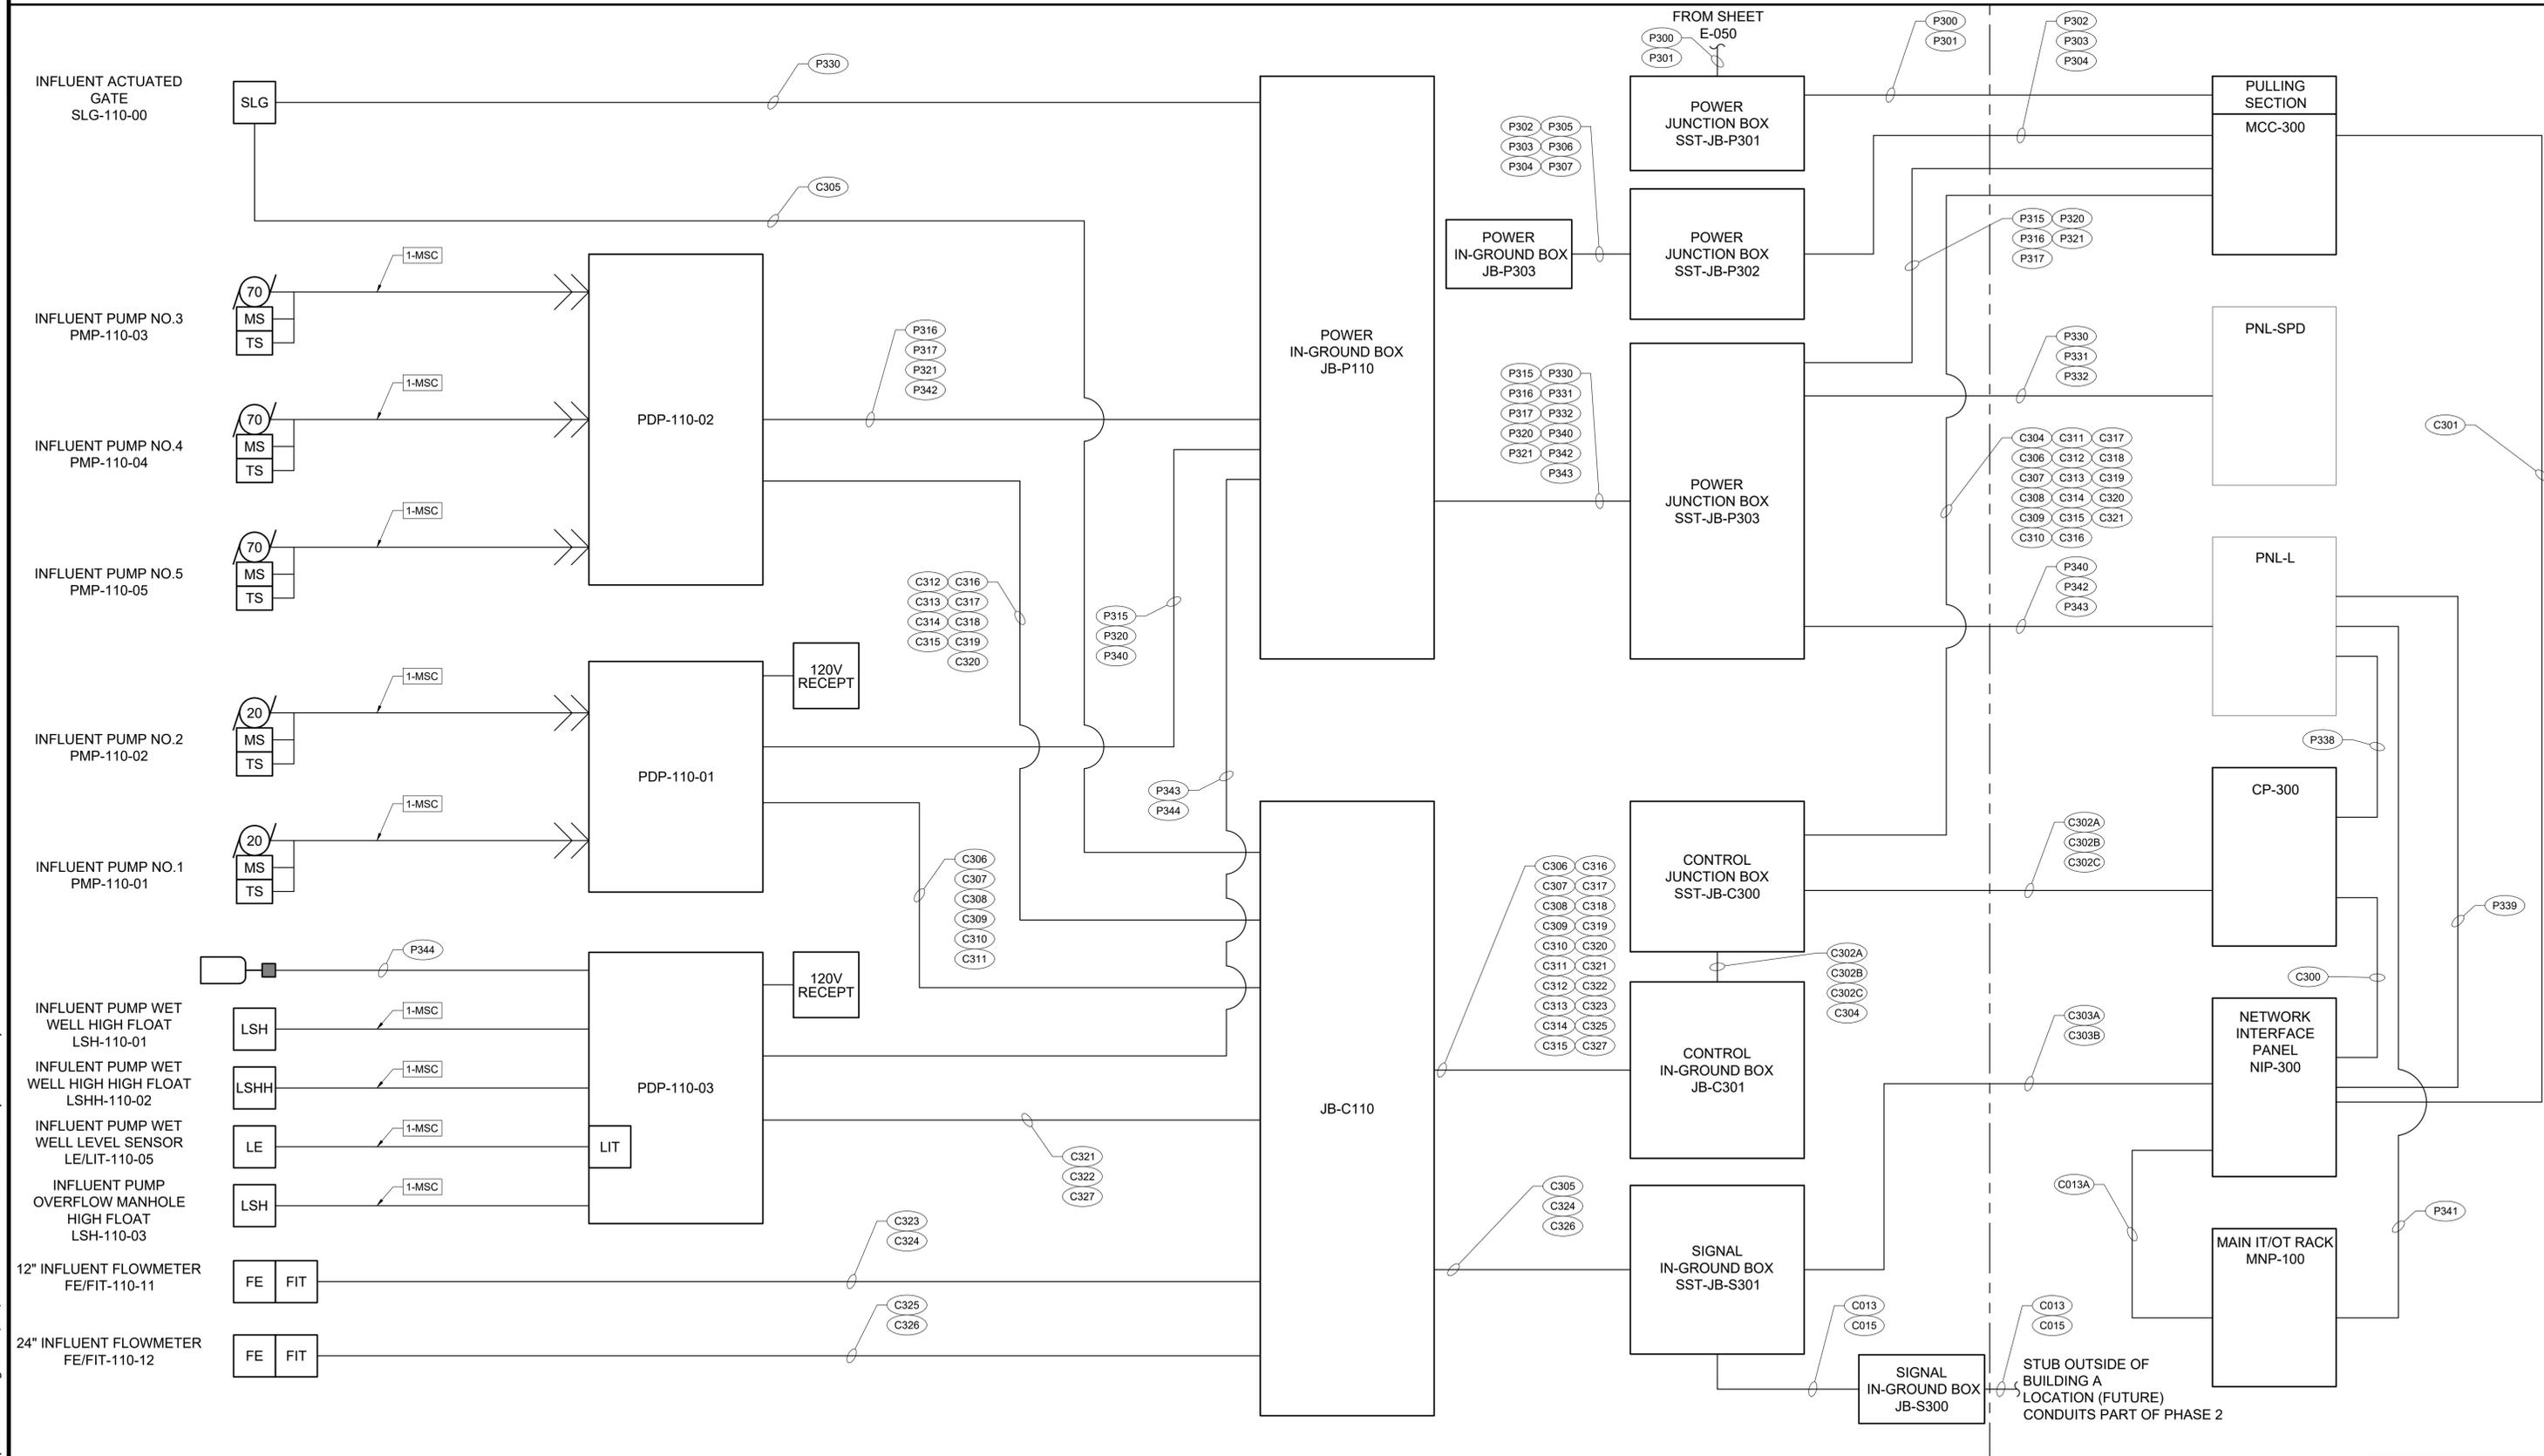 INFLUENT ACTUATED
GATE
SLG-110-00
SLG
P330
C305
INFLUENT PUMP NO.3
PMP-110-03
70
MS
TS
1-MSC
INFLUENT PUMP NO.4
PMP-110-04
70
MS
TS
1-MSC
INFLUENT PUMP NO.5
PMP-110-05
70
MS
TS
1-MSC
PDP-110-02
P316
P317
P321
P342
C312 C316
C313 C317
C314 C318
C315 C319
C320
INFLUENT PUMP NO.2
PMP-110-02
20
MS
TS
1-MSC
INFLUENT PUMP NO.1
PMP-110-01
20
MS
TS
1-MSC
PDP-110-01
120V
RECEPT
P315
P320
P340
C306
C307
C308
C309
C310
C311
P343
P344
P344
INFLUENT PUMP WET
WELL HIGH FLOAT
LSH-110-01
LSH
1-MSC
INFULENT PUMP WET
WELL HIGH HIGH FLOAT
LSHH-110-02
LSHH
1-MSC
INFLUENT PUMP WET
WELL LEVEL SENSOR
LE/LIT-110-05
LE
1-MSC
LIT
INFLUENT PUMP
OVERFLOW MANHOLE
HIGH FLOAT
LSH-110-03
LSH
1-MSC
PDP-110-03
120V
RECEPT
C321
C322
C327
12" INFLUENT FLOWMETER
FE/FIT-110-11
FE FIT
C323
C324
24" INFLUENT FLOWMETER
FE/FIT-110-12
FE FIT
C325
C326
POWER
IN-GROUND BOX
JB-P110
JB-C110
FROM SHEET
E-050
P300
P301
POWER
JUNCTION BOX
SST-JB-P301
P300
P301
P302
P303
P304
P302 P305
P303 P306
P304 P307
POWER
IN-GROUND BOX
JB-P303
POWER
JUNCTION BOX
SST-JB-P302
P315 P330
P316 P331
P317 P332
P320 P340
P321 P342
P343
POWER
JUNCTION BOX
SST-JB-P303
P315 P320
P316 P321
P317
P330
P331
P332
C304 C311 C317
C306 C312 C318
C307 C313 C319
C308 C314 C320
C309 C315 C321
C310 C316
P340
P342
P343
C306 C316
C307 C317
C308 C318
C309 C319
C310 C320
C311 C321
C312 C322
C313 C323
C314 C325
C315 C327
CONTROL
JUNCTION BOX
SST-JB-C300
C302A
C302B
C302C
C302A
C302B
C302C
C304
CONTROL
IN-GROUND BOX
JB-C301
C303A
C303B
C305
C324
C326
SIGNAL
IN-GROUND BOX
SST-JB-S301
C013
C015
SIGNAL
IN-GROUND BOX
JB-S300
C013
C015
STUB OUTSIDE OF
BUILDING A
LOCATION (FUTURE)
CONDUITS PART OF PHASE 2
PULLING
SECTION
MCC-300
PNL-SPD
C301
PNL-L
P338
CP-300
P339
C300
NETWORK
INTERFACE
PANEL
NIP-300
C013A
P341
MAIN IT/OT RACK
MNP-100